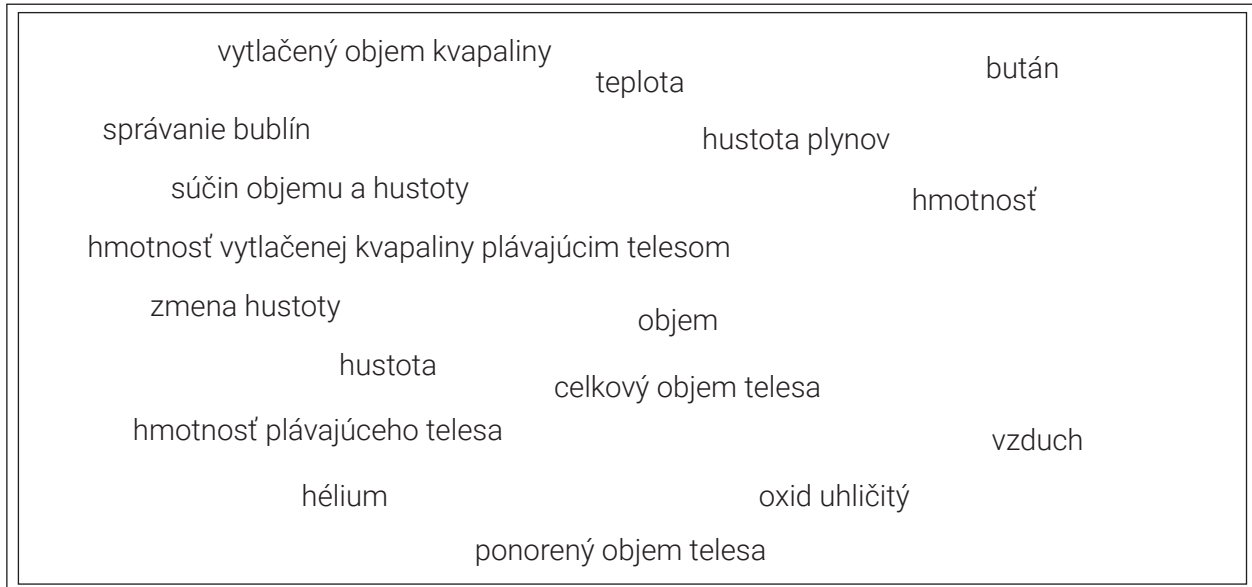 vytlačený objem kvapaliny
teplota
bután
správanie bublín
hustota plynov
súčin objemu a hustoty
hmotnosť
hmotnosť vytlačenej kvapaliny plávajúcim telesom
zmena hustoty
objem
hustota
celkový objem telesa
hmotnosť plávajúceho telesa
vzduch
hélium
oxid uhličitý
ponorený objem telesa